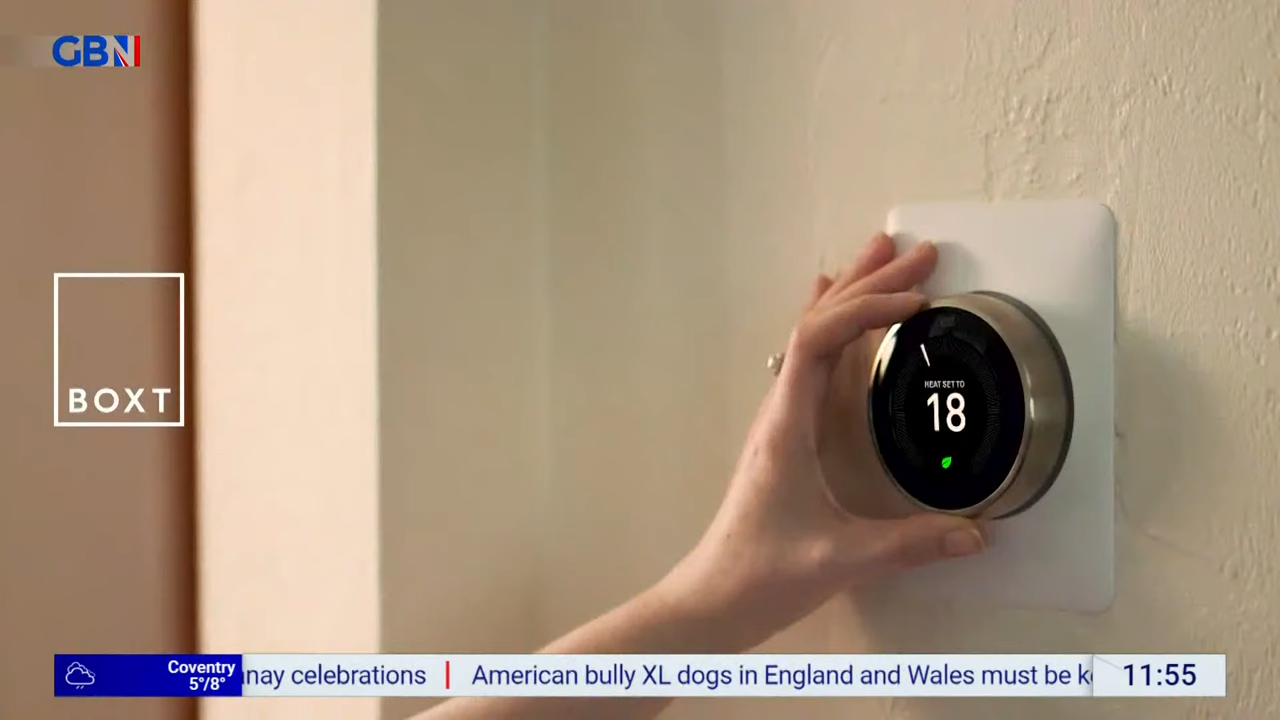 GBN
BOXT
HEAT SET TO
18
Coventry
5°/8°
nay celebrations | American bully XL dogs in England and Wales must be k
11:55